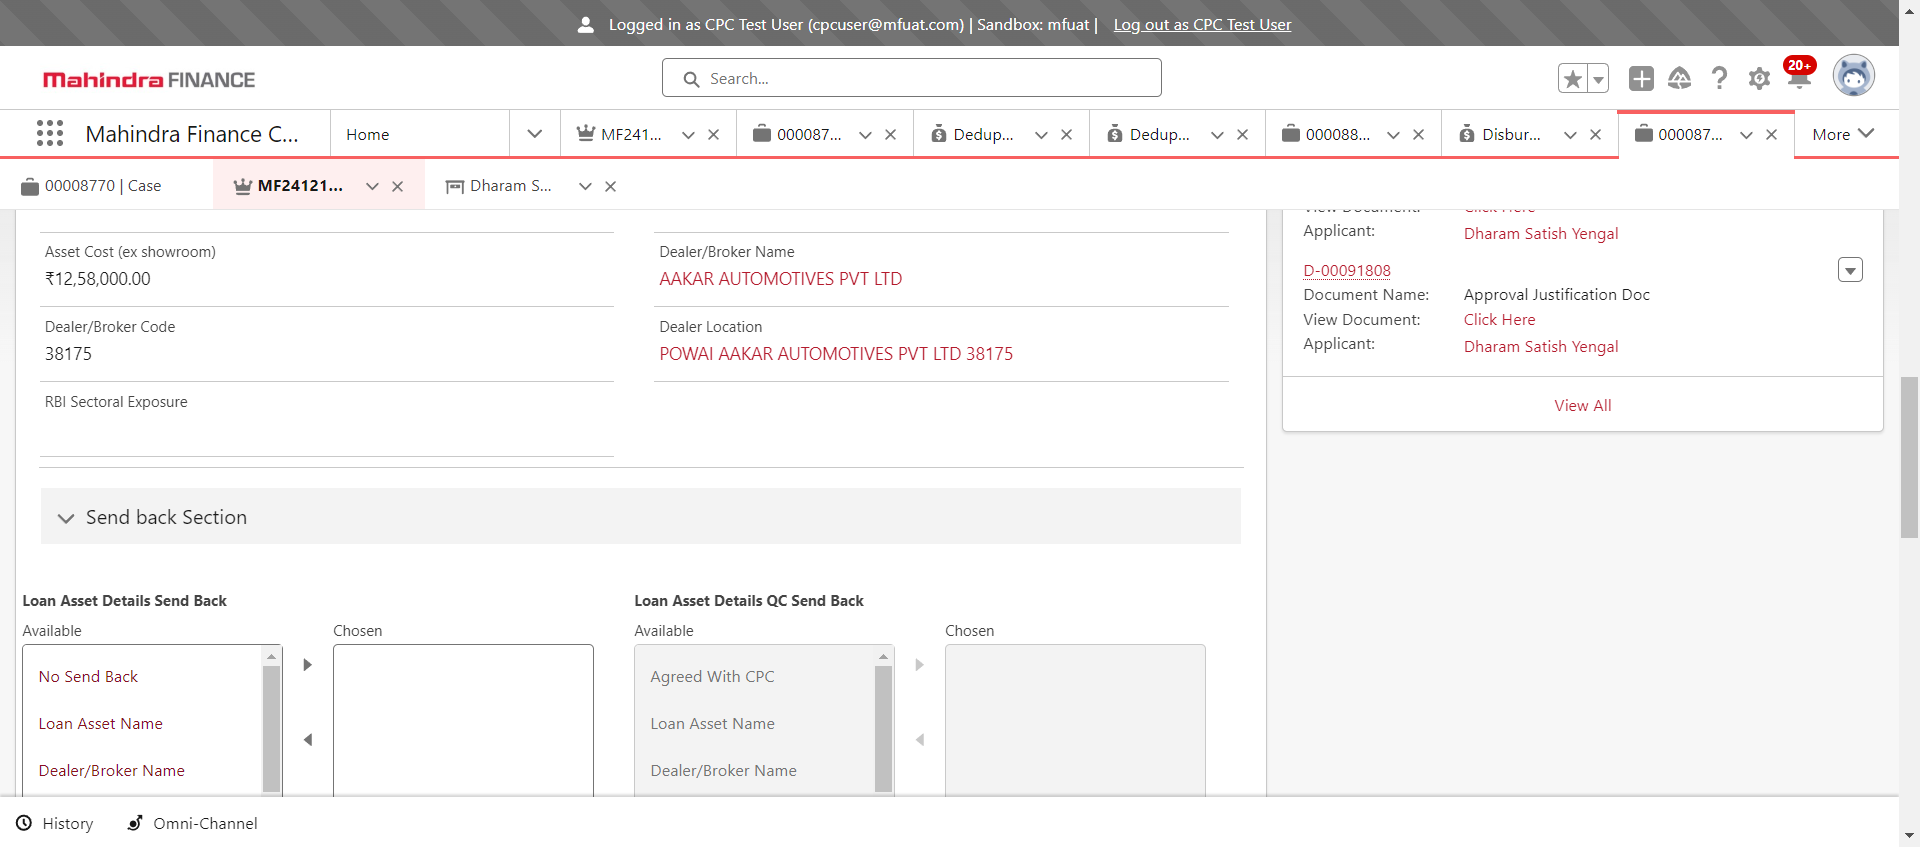 Logged in as CPC Test User (cpcuser@mfuat.com) | Sandbox: mfuat | Log out as CPC Test User
Mahindra FINANCE
Search...
20+
Mahindra Finance C...
Home
MF241...
000087...
Dedup...
Dedup...
000088...
Disbur...
000087...
More
00008770 | Case
MF24121...
Dharam S...
Asset Cost (ex showroom)
₹12,58,000.00
Dealer/Broker Name
AAKAR AUTOMOTIVES PVT LTD
Dealer/Broker Code
38175
Dealer Location
POWAI AAKAR AUTOMOTIVES PVT LTD 38175
RBI Sectoral Exposure
Send back Section
Loan Asset Details Send Back
Available
Chosen
No Send Back
Loan Asset Name
Dealer/Broker Name
Loan Asset Details QC Send Back
Available
Chosen
Agreed With CPC
Loan Asset Name
Dealer/Broker Name
View Document: Click Here
Applicant: Dharam Satish Yengal
D-00091808
Document Name: Approval Justification Doc
View Document: Click Here
Applicant: Dharam Satish Yengal
View All
History
Omni-Channel